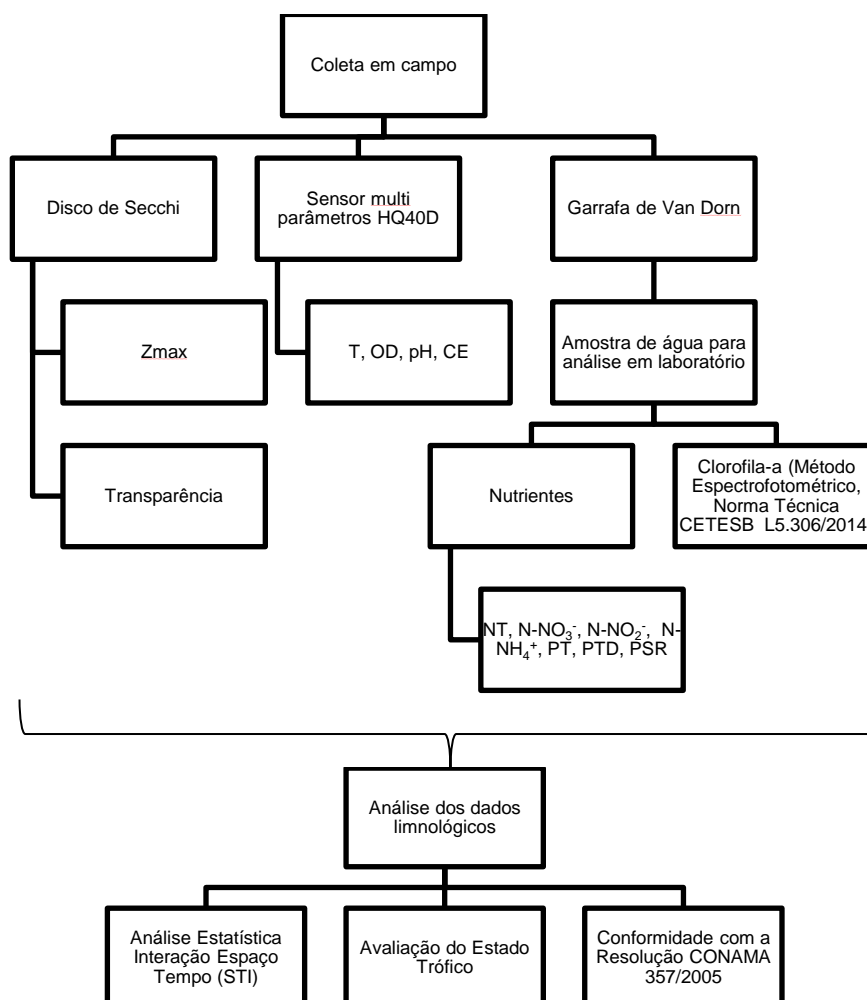 Coleta em campo
Disco de Secchi
Sensor multi
parâmetros HQ40D
Garrafa de Van Dorn
Zmax
T, OD, pH, CE
Amostra de água para
análise em laboratório
Transparência
Nutrientes
Clorofila-a (Método
Espectrofotométrico,
Norma Técnica
CETESB L5.306/2014
NT, N-NO₃⁻, N-NO₂⁻, N-
NH₄⁺, PT, PTD, PSR
Análise dos dados
limnológicos
Análise Estatística
Interação Espaço
Tempo (STI)
Avaliação do Estado
Trófico
Conformidade com a
Resolução CONAMA
357/2005